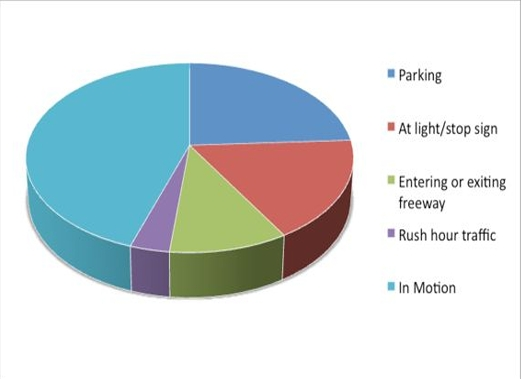 Parking
At light/stop sign
Entering or exiting
freeway
Rush hour traffic
In Motion